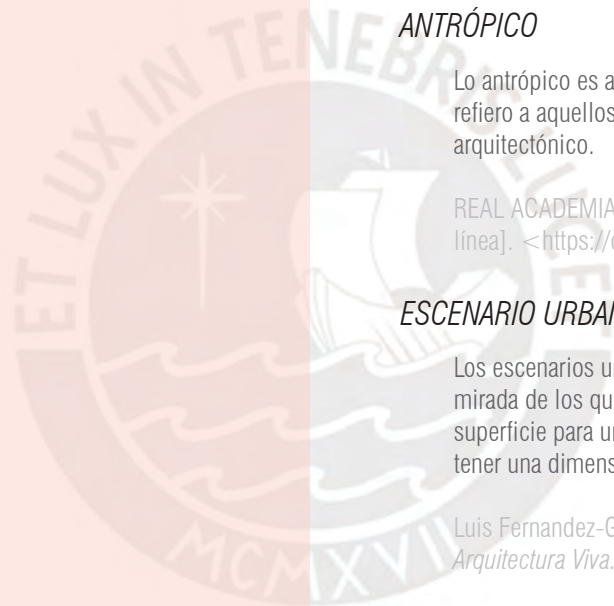 ET LUX IN TENEBRIS LUCET
MCMXVII
ANTRÓPICO
Lo antrópico es a
refiero a aquellos
arquitectónico.
REAL ACADEMIA
línea]. <https://
ESCENARIO URBAN
Los escenarios u
mirada de los qu
superficie para u
tener una dimens
Luis Fernandez-G
Arquitectura Viva.